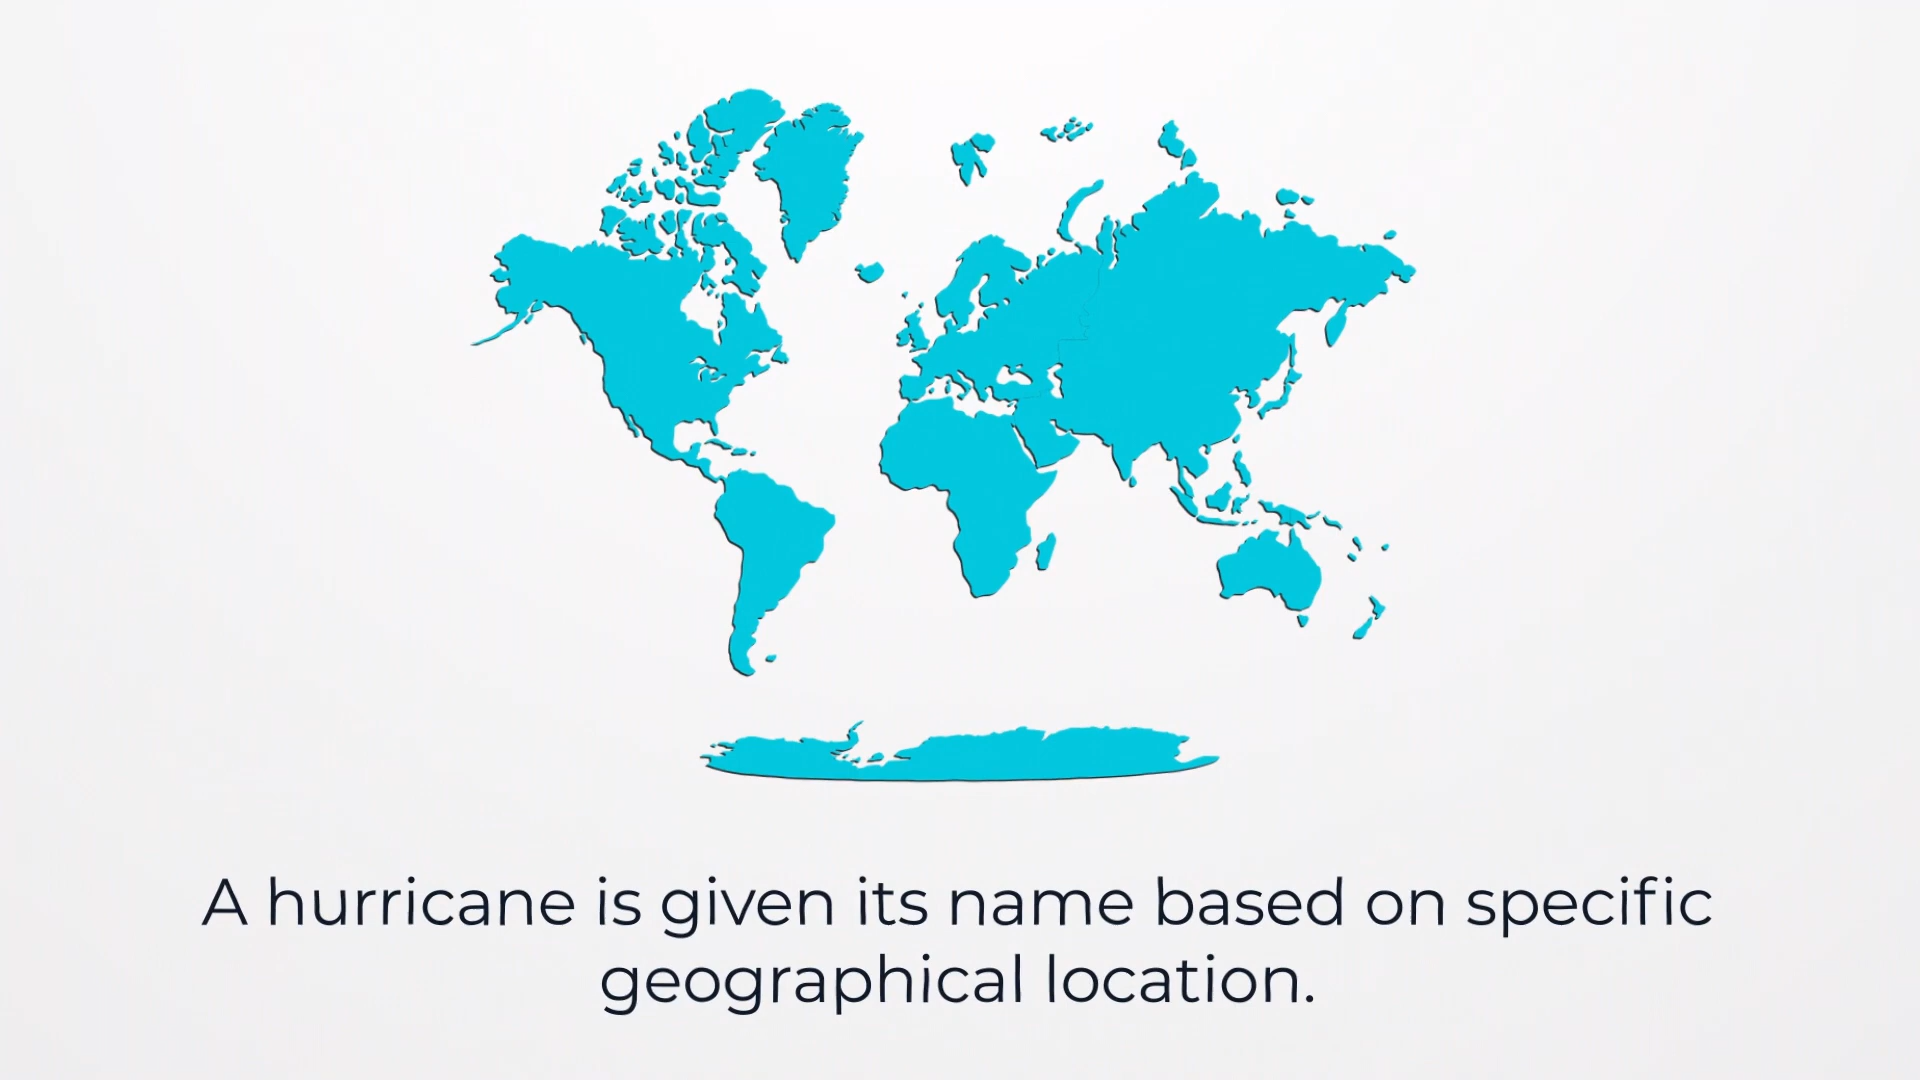 A hurricane is given its name based on specific
geographical location.